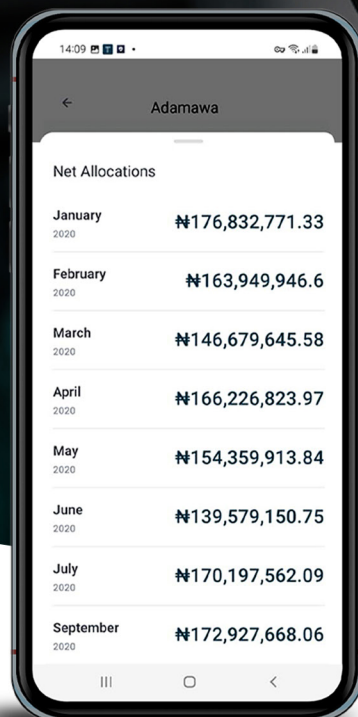 14:09
Adamawa
Net Allocations
January ₦176,832,771.33
2020
February ₦163,949,946.6
2020
March ₦146,679,645.58
2020
April ₦166,226,823.97
2020
May ₦154,359,913.84
2020
June ₦139,579,150.75
2020
July ₦170,197,562.09
2020
September ₦172,927,668.06
2020